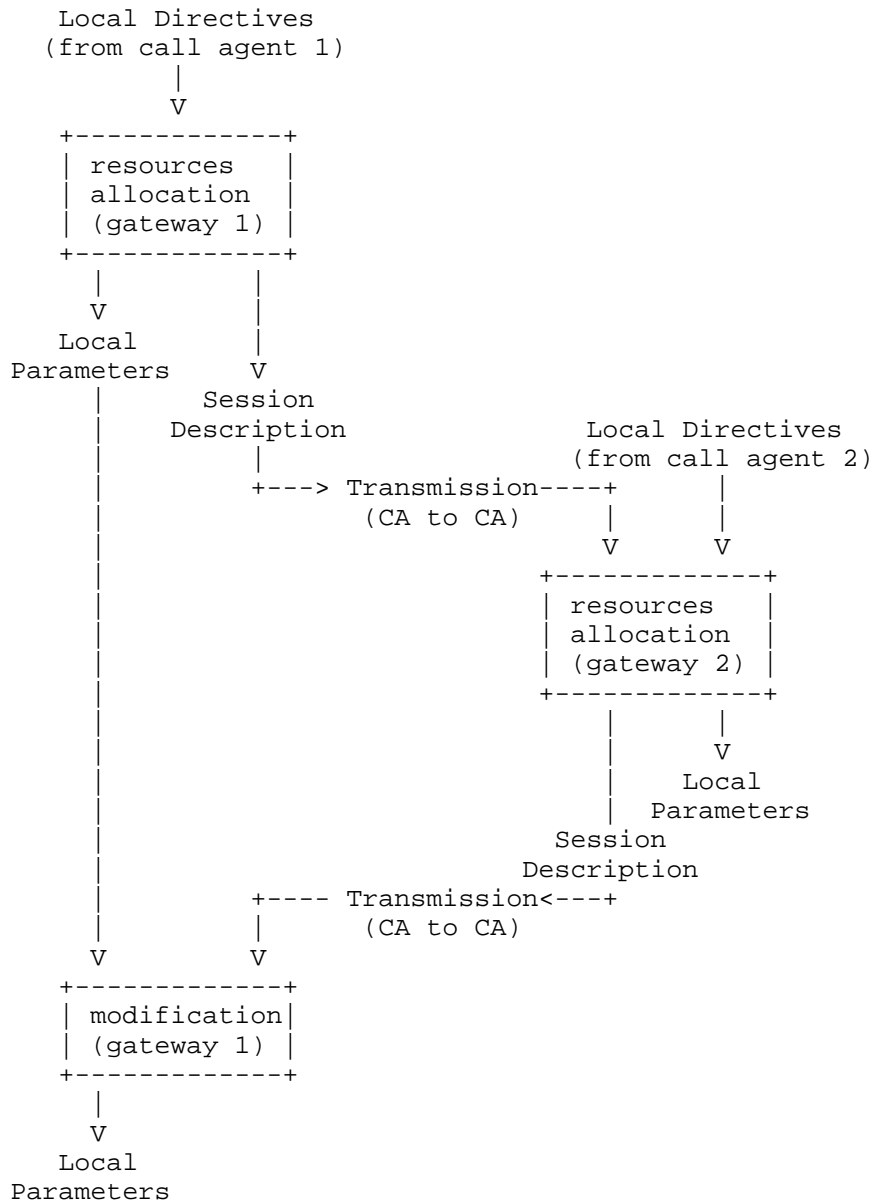 Local Directives
(from call agent 1)
|
V
+-------------+
| resources   |
| allocation  |
| (gateway 1) |
+-------------+
|         |
V         |
Local       |
Parameters     V
|      Session
|    Description               Local Directives
|         |                   (from call agent 2)
|         +---> Transmission----+      |
|                (CA to CA)     |      |
|                               V      V
|                           +-------------+
|                           | resources   |
|                           | allocation  |
|                           | (gateway 2) |
|                           +-------------+
|                               |      |
|                               |      V
|                               |    Local
|                               |  Parameters
|                            Session
|                          Description
|         +---- Transmission<---+
|         |      (CA to CA)
V         V
+-------------+
| modification|
| (gateway 1) |
+-------------+
|
V
Local
Parameters